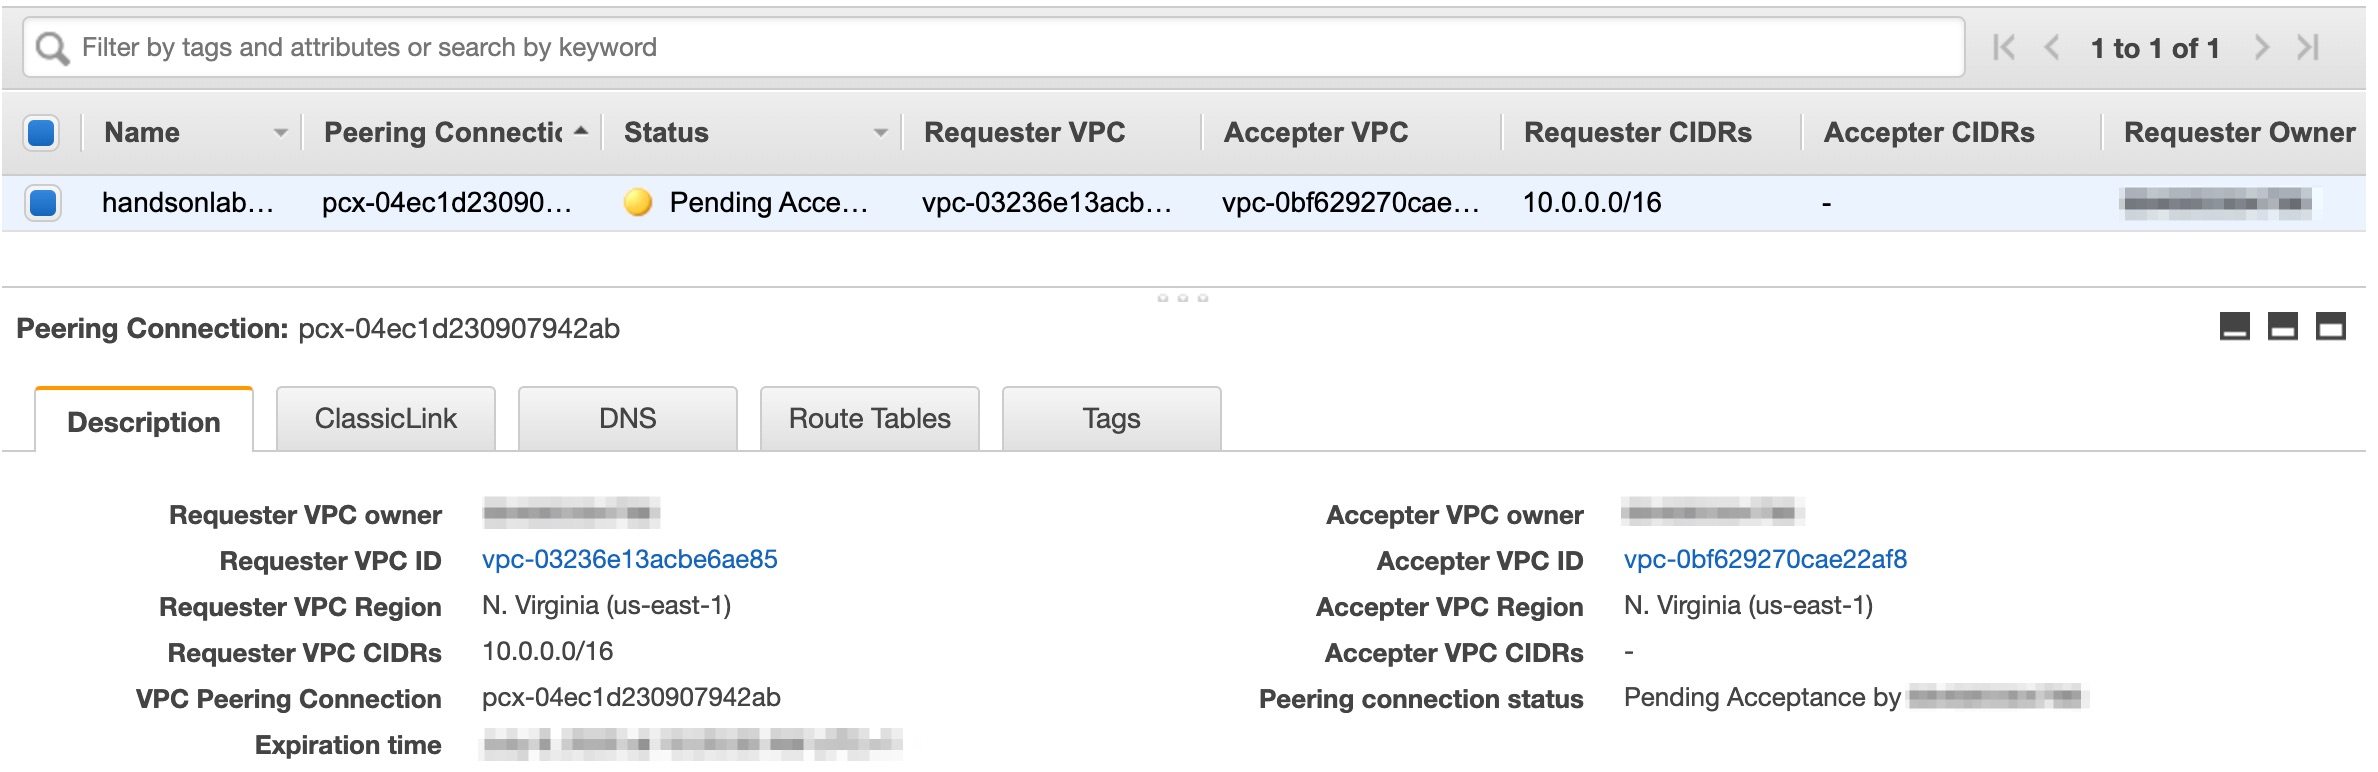 Filter by tags and attributes or search by keyword 1 to 1 of 1
Name Peering Connectic Status Requester VPC Accepter VPC Requester CIDRs Accepter CIDRs Requester Owner
handsonlab... pcx-04ec1d23090... Pending Acce... vpc-03236e13acb... vpc-0bf629270cae... 10.0.0.0/16 -
Peering Connection: pcx-04ec1d230907942ab
Description ClassicLink DNS Route Tables Tags
Requester VPC owner Accepter VPC owner
Requester VPC ID vpc-03236e13acbe6ae85 Accepter VPC ID vpc-0bf629270cae22af8
Requester VPC Region N. Virginia (us-east-1) Accepter VPC Region N. Virginia (us-east-1)
Requester VPC CIDRs 10.0.0.0/16 Accepter VPC CIDRs -
VPC Peering Connection pcx-04ec1d230907942ab Peering connection status Pending Acceptance by
Expiration time